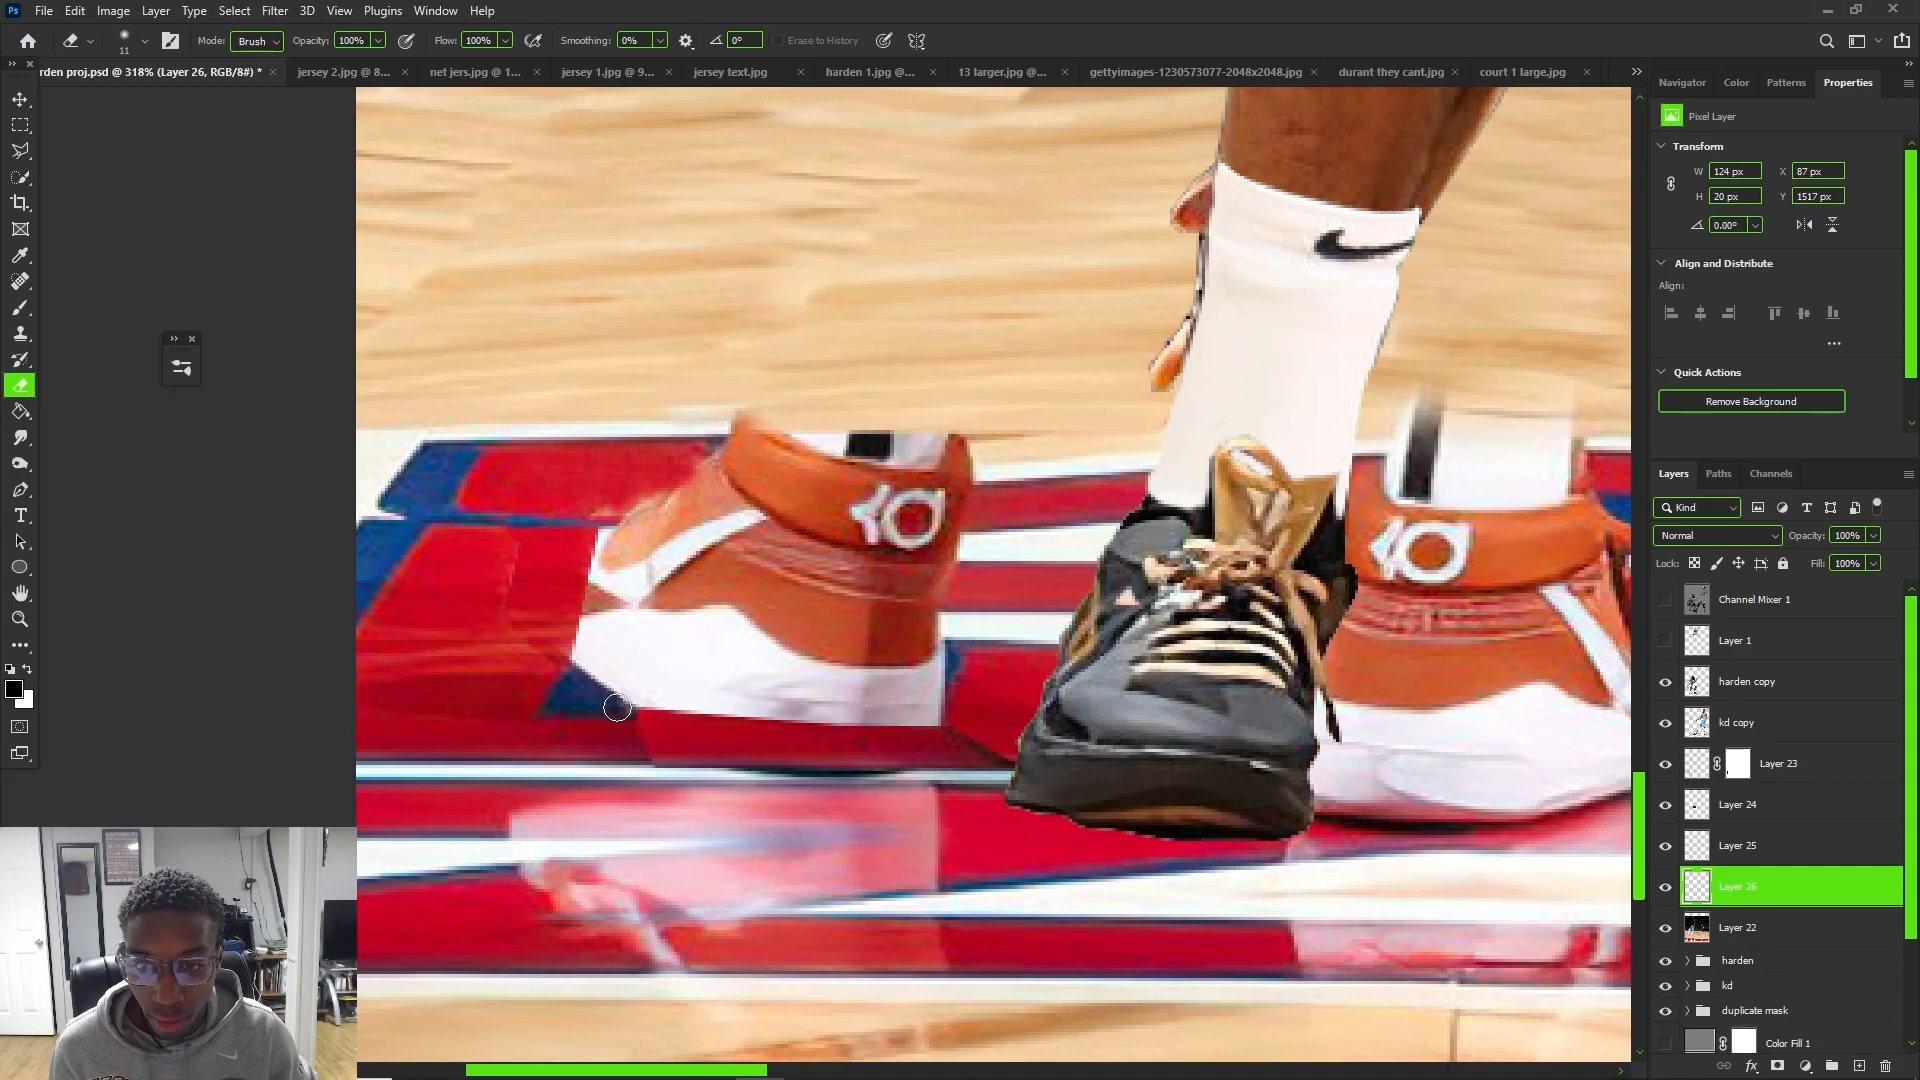 Ps File Edit Image Layer Type Select Filter 3D View Plugins Window Help
11 Mode: Brush Opacity: 100% Flow: 100% Smoothing: 0% 0° Erase to History
rden proj.psd @ 318% (Layer 26, RGB/8#) * jersey 2.jpg @ 8... net jers.jpg @ 1... jersey 1.jpg @ 9... jersey text.jpg harden 1.jpg @... 13 larger.jpg @... gettyimages-1230573077-2048x2048.jpg durant they cant.jpg court 1 large.jpg
Navigator Color Patterns Properties
Pixel Layer
Transform
W 124 px X 87 px
H 20 px Y 1517 px
0.00°
Align and Distribute
Align:
Quick Actions
Remove Background
Layers Paths Channels
Kind
Normal Opacity: 100%
Lock: Fill: 100%
Channel Mixer 1
Layer 1
harden copy
kd copy
Layer 23
Layer 24
Layer 25
Layer 26
Layer 22
harden
kd
duplicate mask
Color Fill 1
fx